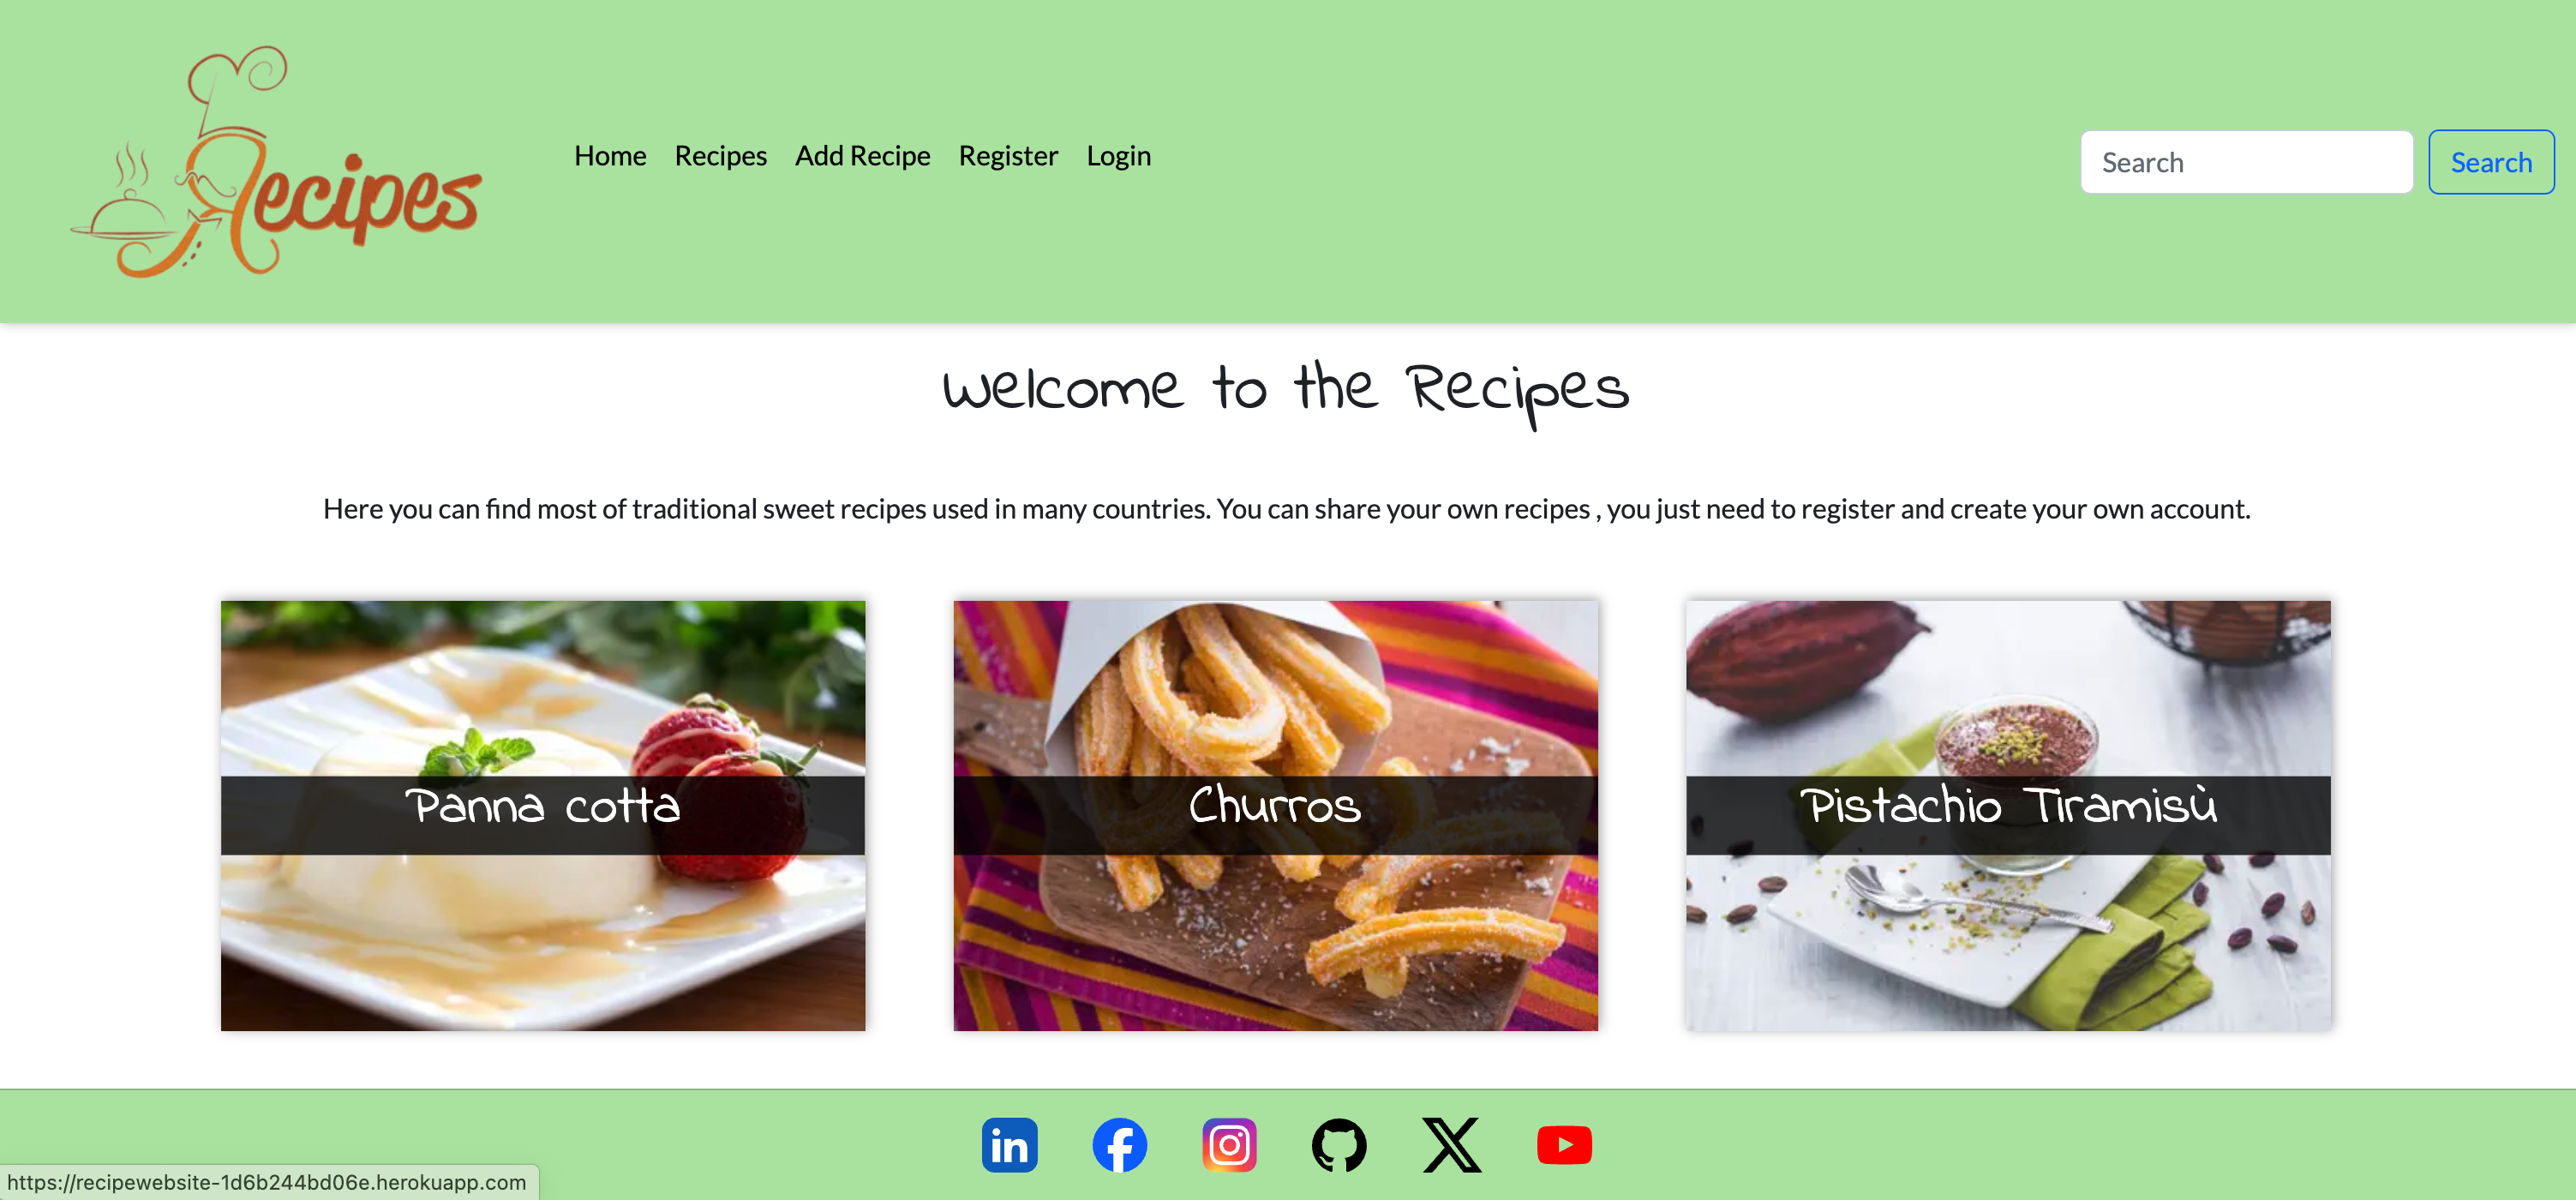 Recipes
Home Recipes Add Recipe Register Login
Search Search
Welcome to the Recipes
Here you can find most of traditional sweet recipes used in many countries. You can share your own recipes , you just need to register and create your own account.
Panna cotta
Churros
Pistachio Tiramisù
in
https://recipewebsite-1d6b244bd06e.herokuapp.com